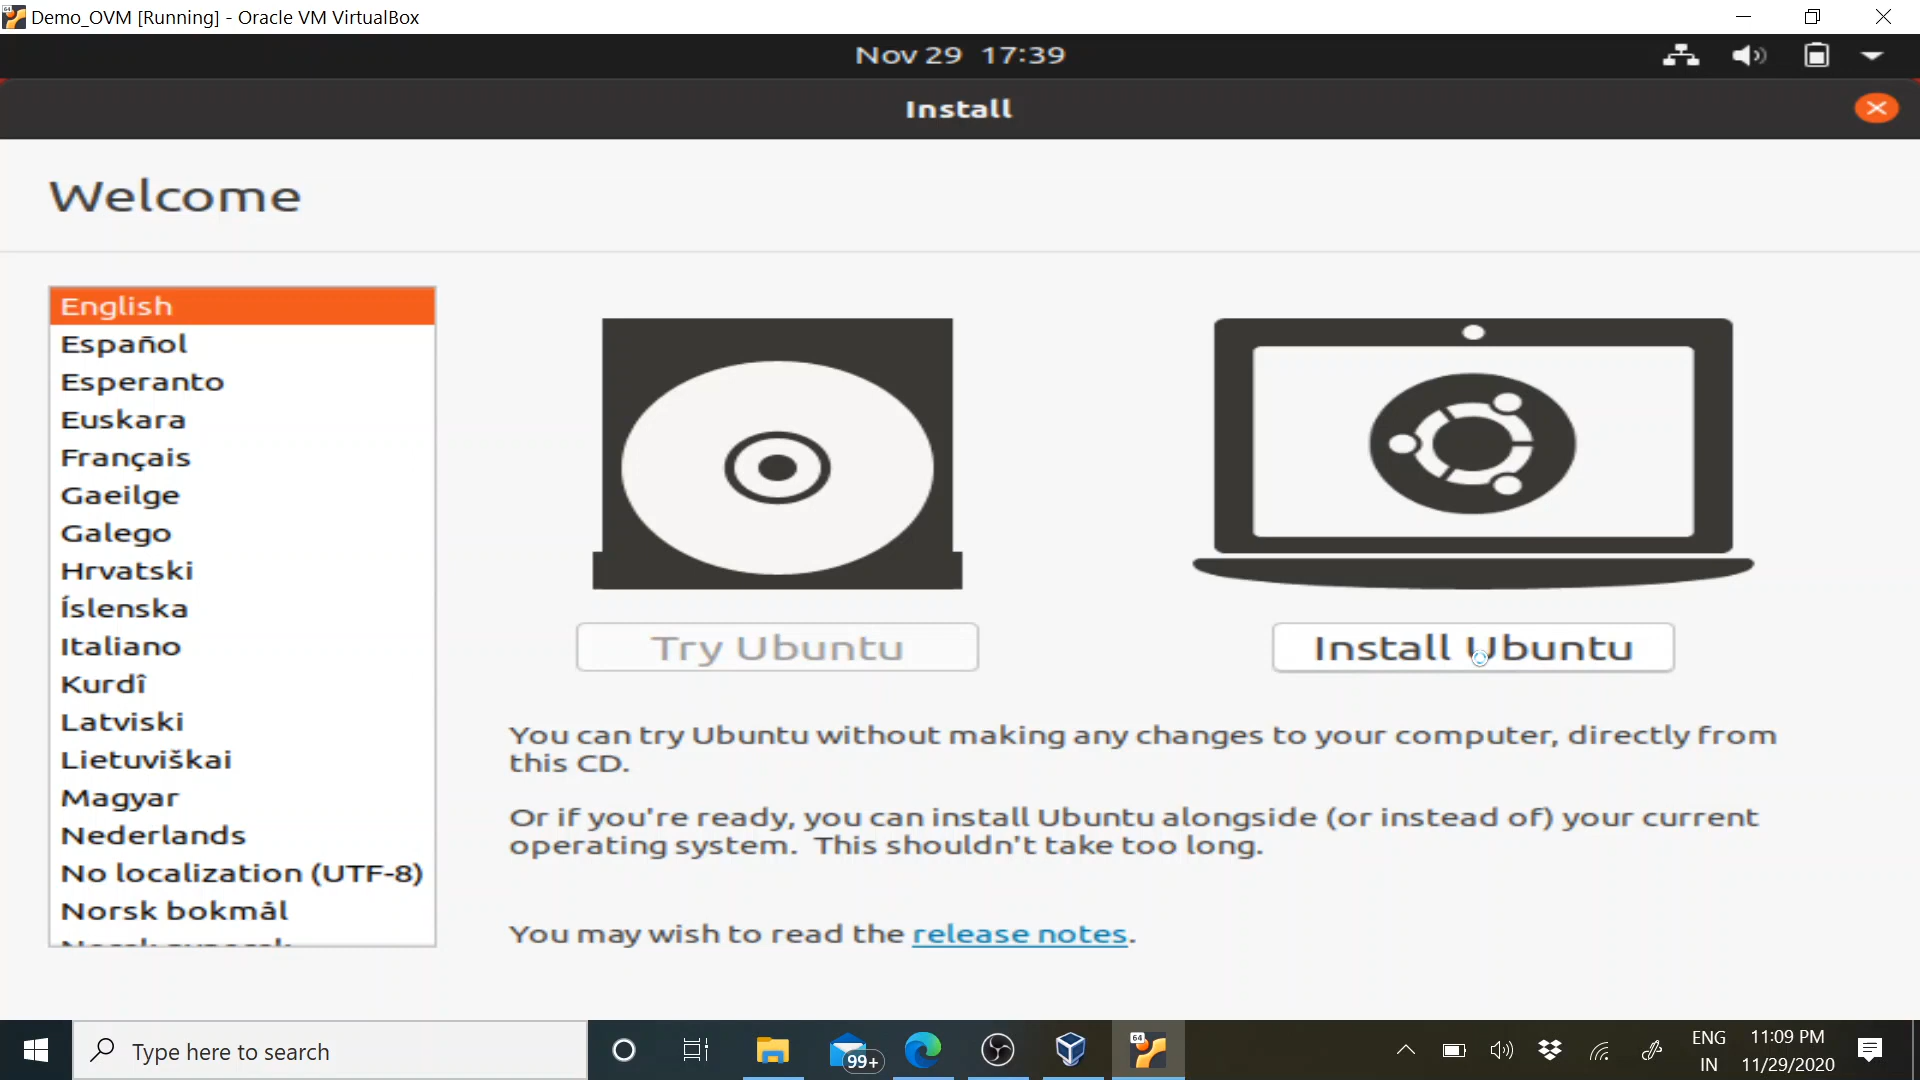 Demo_OVM [Running] - Oracle VM VirtualBox
Nov 29 17:39
Install
Welcome
English
Español
Esperanto
Euskara
Français
Gaeilge
Galego
Hrvatski
Íslenska
Italiano
Kurdî
Latviski
Lietuviškai
Magyar
Nederlands
No localization (UTF-8)
Norsk bokmål
Try Ubuntu
Install Ubuntu
You can try Ubuntu without making any changes to your computer, directly from
this CD.
Or if you're ready, you can install Ubuntu alongside (or instead of) your current
operating system. This shouldn't take too long.
You may wish to read the release notes.
Type here to search
99+
64
ENG
IN
11:09 PM
11/29/2020